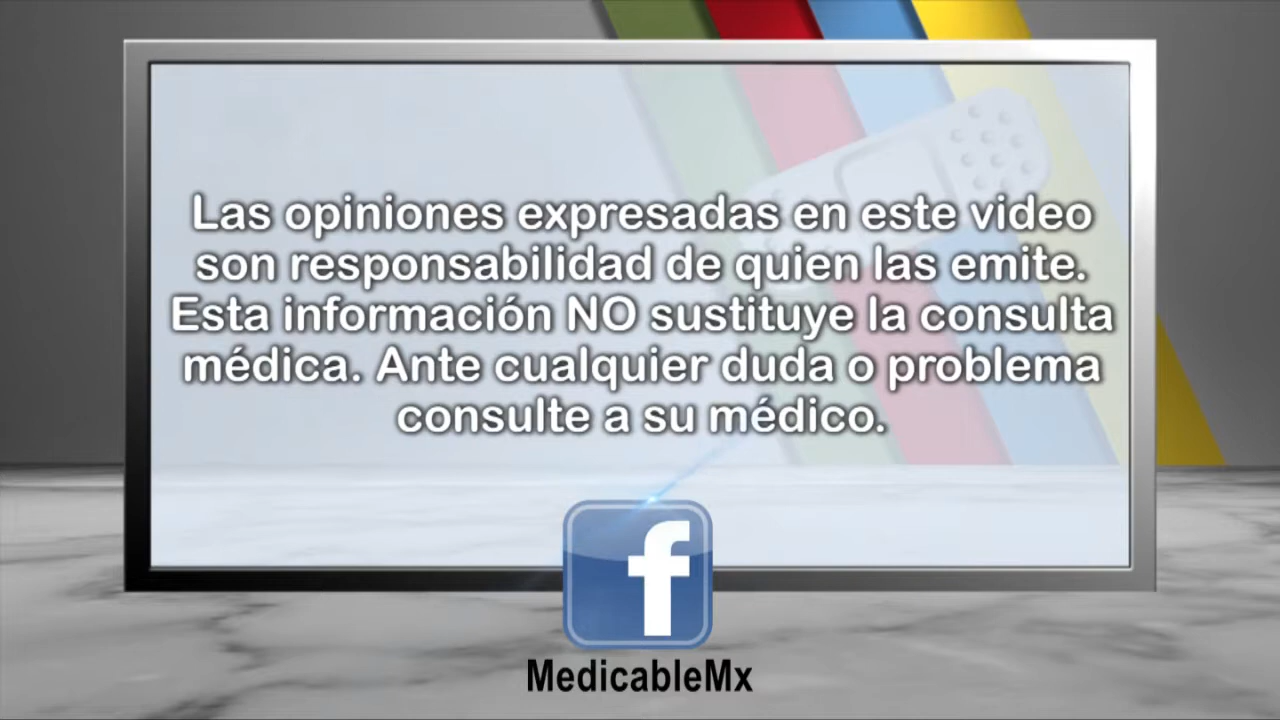 Las opiniones expresadas en este video
son responsabilidad de quien las emite.
Esta información NO sustituye la consulta
médica. Ante cualquier duda o problema
consulte a su médico.
f
MedicableMx